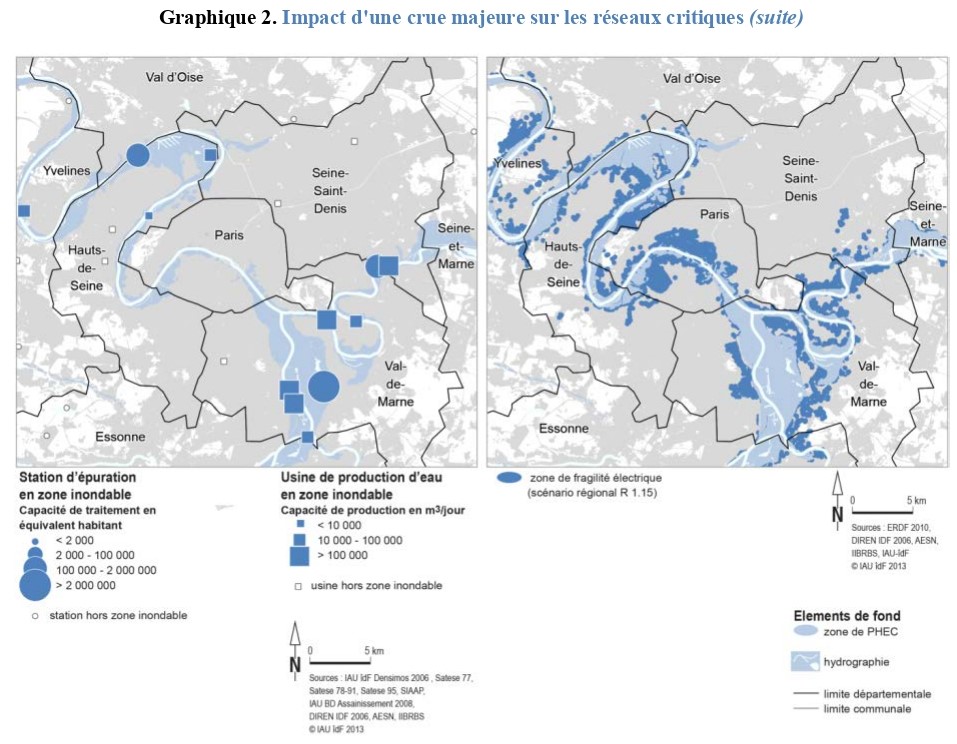 Graphique 2. Impact d'une crue majeure sur les réseaux critiques (suite)
Val d'Oise
Yvelines
Seine-
Saint-
Denis
Paris
Hauts-
de-
Seine
Seine-
et-
Marne
Val-
de-
Marne
Essonne
Val d'Oise
Yvelines
Seine-
Saint-
Denis
Paris
Seine-
et-
Marne
Hauts-
de-
Seine
Val-
de-
Marne
Essonne
Station d'épuration
en zone inondable
Capacité de traitement en
équivalent habitant
< 2 000
2 000 - 100 000
100 000 - 2 000 000
> 2 000 000
station hors zone inondable
Usine de production d'eau
en zone inondable
Capacité de production en m3/jour
< 10 000
10 000 - 100 000
> 100 000
usine hors zone inondable
N
0
5 km
Sources : IAU îdF Densimos 2006 , Satese 77,
Satese 78-91, Satese 95, SIAAP,
IAU BD Assainissement 2008,
DIREN IDF 2006, AESN, IIBRBS
© IAU îdF 2013
zone de fragilité électrique
(scénario régional R 1.15)
N
0
5 km
Sources : ERDF 2010,
DIREN IDF 2006, AESN,
IIBRBS, IAU-îdF
© IAU îdF 2013
Elements de fond
zone de PHEC
hydrographie
limite départementale
limite communale